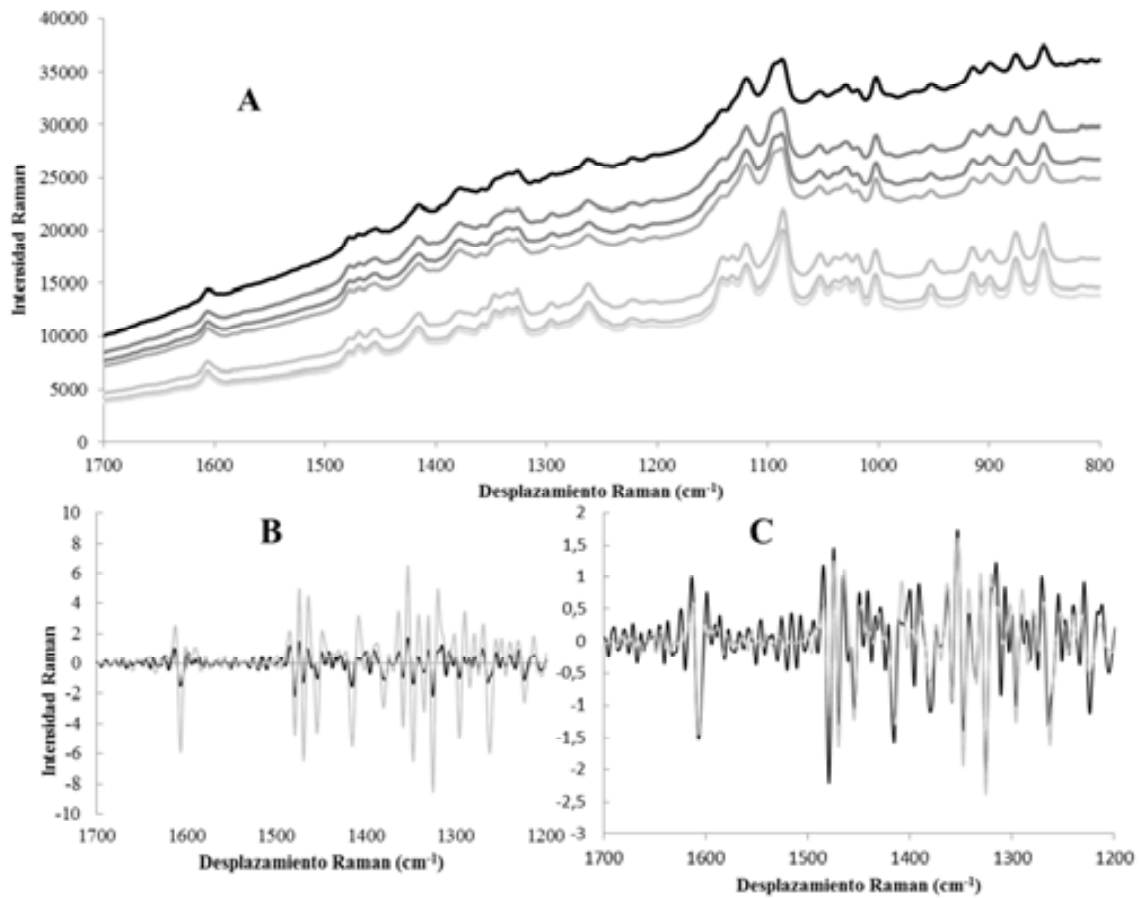 40000
35000
30000
25000
20000
15000
10000
5000
0
Intensidad Raman
A
1700 1600 1500 1400 1300 1200 1100 1000 900 800
Desplazamiento Raman (cm-1)
10
8
6
4
2
0
-2
-4
-6
-8
-10
Intensidad Raman
B
1700 1600 1500 1400 1300 1200
Desplazamiento Raman (cm-1)
2
1,5
1
0,5
0
-0,5
-1
-1,5
-2
-2,5
-3
C
1700 1600 1500 1400 1300 1200
Desplazamiento Raman (cm-1)